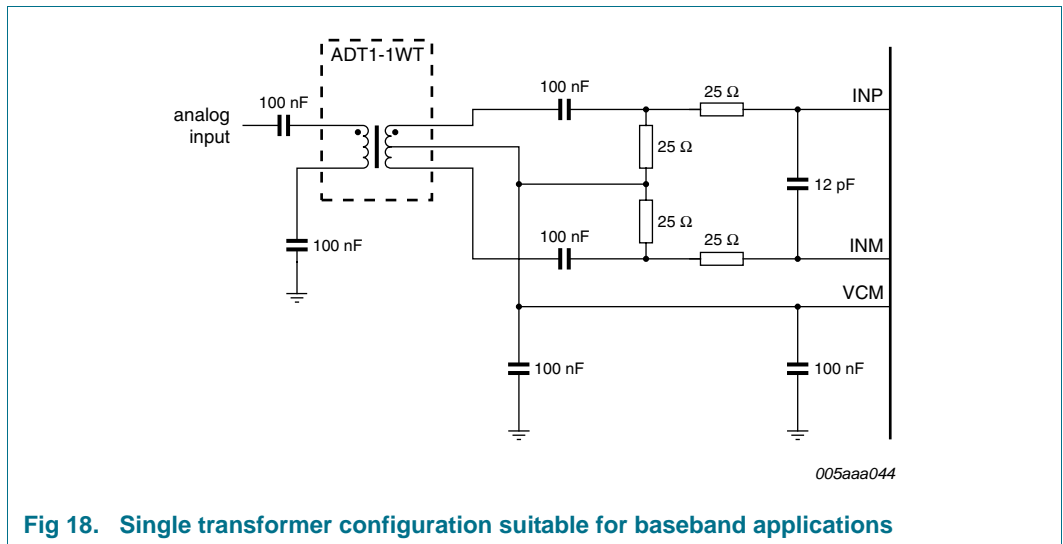 ADT1-1WT
100 nF
analog
input
100 nF
100 nF
25 Ω
INP
25 Ω
12 pF
25 Ω
100 nF
25 Ω
INM
VCM
100 nF
100 nF
005aaa044
Fig 18. Single transformer configuration suitable for baseband applications